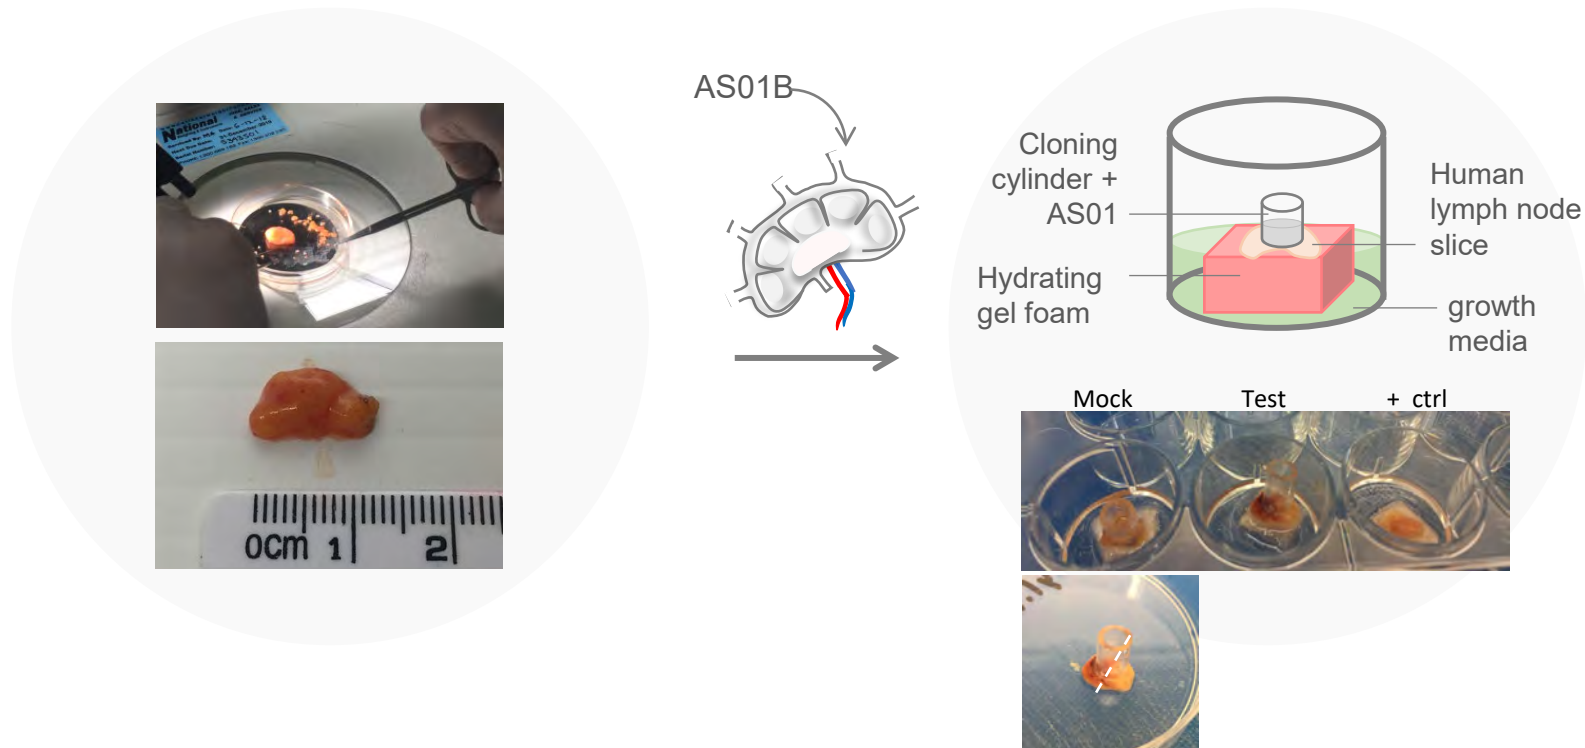 National
AS01B
Cloning
cylinder +
AS01
Hydrating
gel foam
Human
lymph node
slice
growth
media
Mock
Test
+ ctrl
0cm 1 2